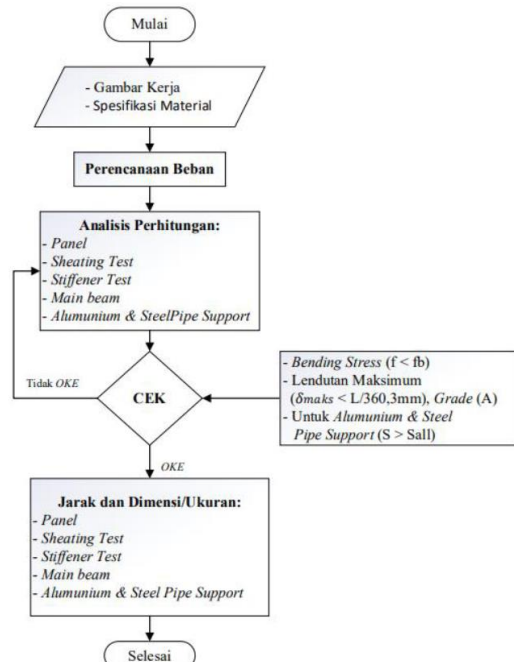 Mulai
- Gambar Kerja
- Spesifikasi Material
Perencanaan Beban
Analisis Perhitungan:
- Panel
- Sheating Test
- Stiffener Test
- Main beam
- Alumunium & SteelPipe Support
Tidak OKE
CEK
- Bending Stress (f < fb)
- Lendutan Maksimum
(δmaks < L/360,3mm), Grade (A)
- Untuk Alumunium & Steel
Pipe Support (S > Sall)
OKE
Jarak dan Dimensi/Ukuran:
- Panel
- Sheating Test
- Stiffener Test
- Main beam
- Alumunium & Steel Pipe Support
Selesai